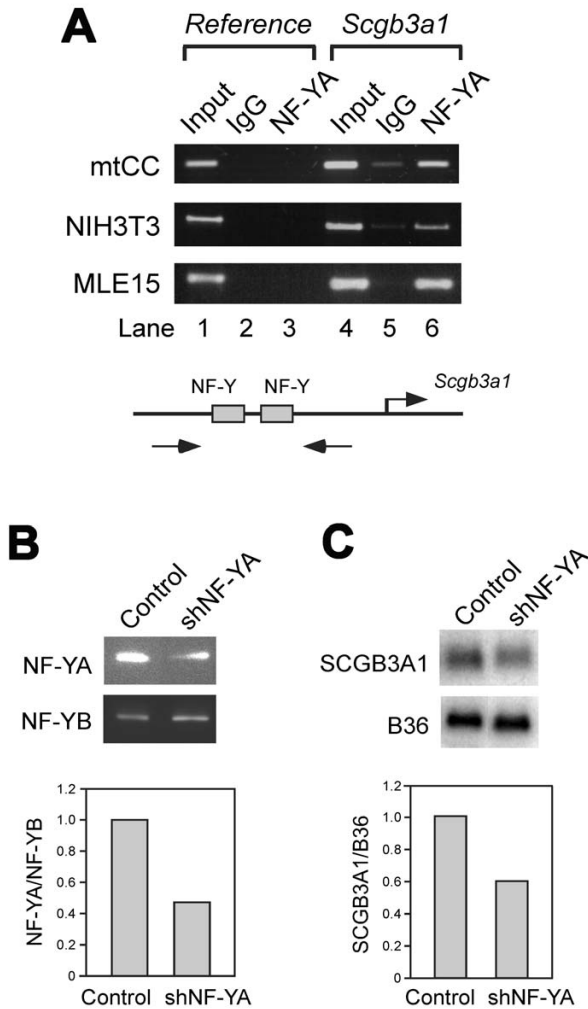 A
Reference Scgb3a1
Input IgG NF-YA Input IgG NF-YA
mtCC
NIH3T3
MLE15
Lane 1 2 3 4 5 6
NF-Y NF-Y Scgb3a1
B
Control shNF-YA
NF-YA
NF-YB
1.2
1.0
0.8
0.6
0.4
0.2
0
NF-YA/NF-YB
Control shNF-YA
C
Control shNF-YA
SCGB3A1
B36
1.2
1.0
0.8
0.6
0.4
0.2
0
SCGB3A1/B36
Control shNF-YA